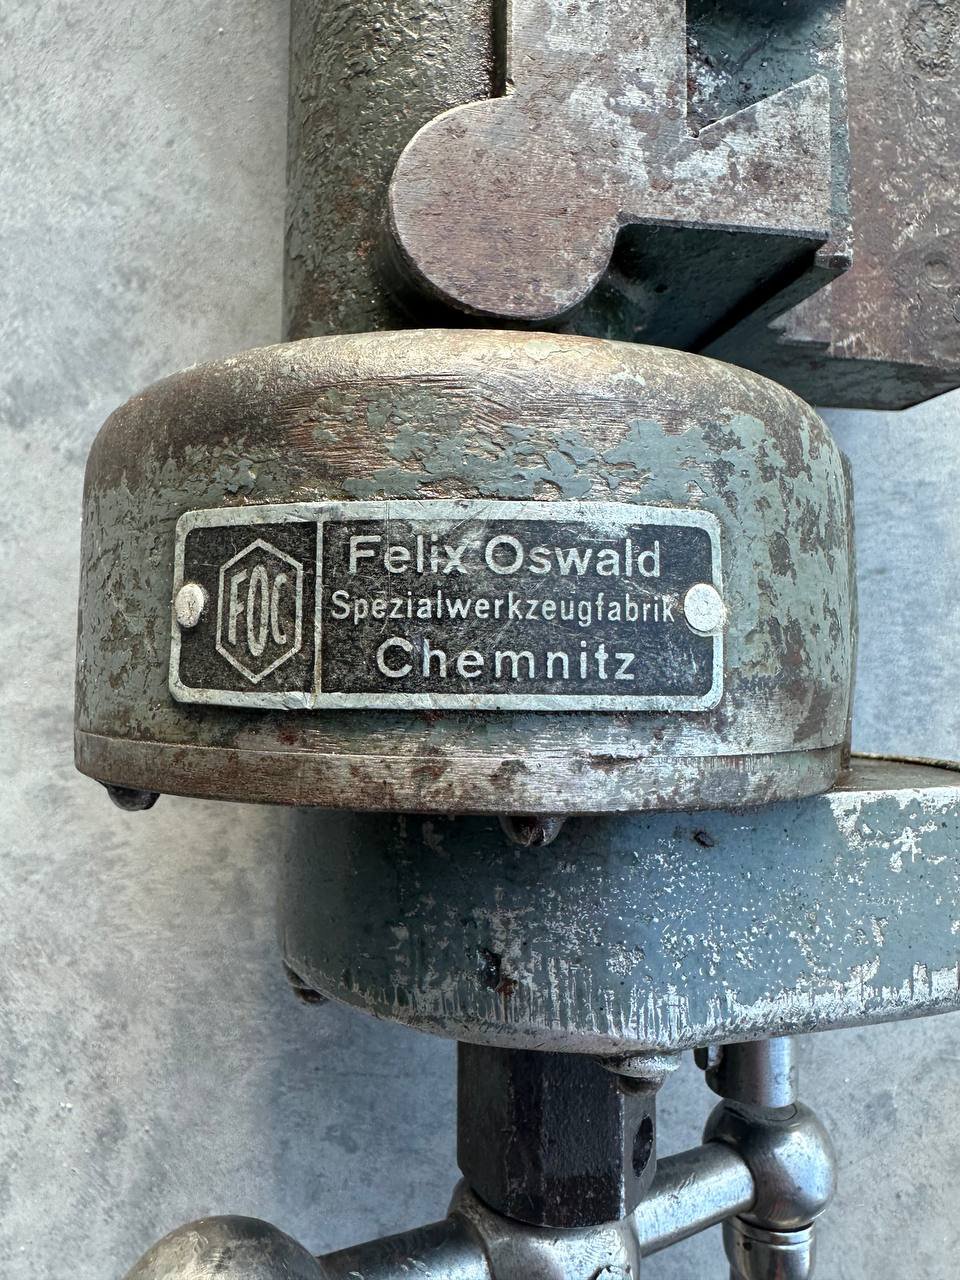 FOC
Felix Oswald
Spezialwerkzeugfabrik
Chemnitz